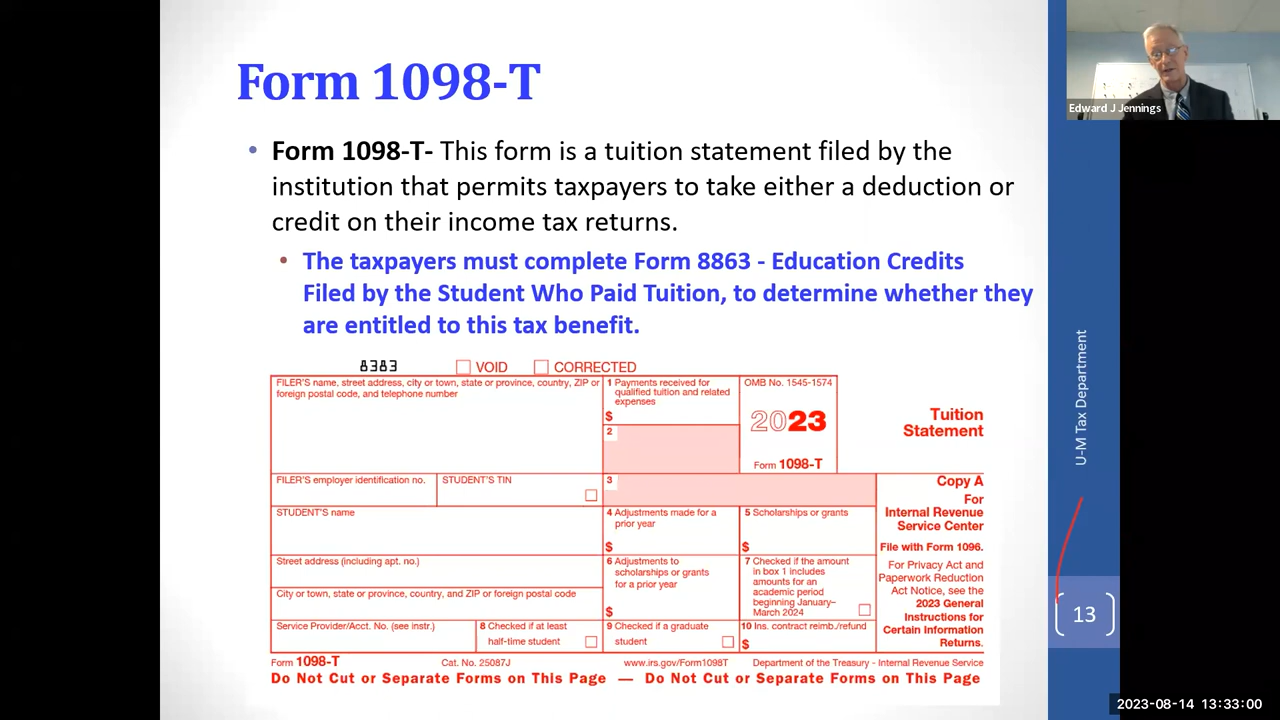 Form 1098-T
• Form 1098-T- This form is a tuition statement filed by the
institution that permits taxpayers to take either a deduction or
credit on their income tax returns.
• The taxpayers must complete Form 8863 - Education Credits
Filed by the Student Who Paid Tuition, to determine whether they
are entitled to this tax benefit.
8383
VOID
CORRECTED
FILER'S name, street address, city or town, state or province, country, ZIP or
foreign postal code, and telephone number
1 Payments received for
qualified tuition and related
expenses
$
2
OMB No. 1545-1574
2023
Form 1098-T
Tuition
Statement
FILER'S employer identification no.
STUDENT'S TIN
3
Copy A
For
Internal Revenue
Service Center
File with Form 1096.
STUDENT'S name
4 Adjustments made for a
prior year
$
5 Scholarships or grants
$
Street address (including apt. no.)
6 Adjustments to
scholarships or grants
for a prior year
$
7 Checked if the amount
in box 1 includes
amounts for an
academic period
beginning January–
March 2024
For Privacy Act and
Paperwork Reduction
Act Notice, see the
2023 General
Instructions for
Certain Information
Returns.
City or town, state or province, country, and ZIP or foreign postal code
Service Provider/Acct. No. (see instr.)
8 Checked if at least
half-time student
9 Checked if a graduate
student
10 Ins. contract reimb./refund
$
Form 1098-T
Cat. No. 25087J
www.irs.gov/Form1098T
Department of the Treasury - Internal Revenue Service
Do Not Cut or Separate Forms on This Page — Do Not Cut or Separate Forms on This Page
U-M Tax Department
13
Edward J Jennings
2023-08-14 13:33:00